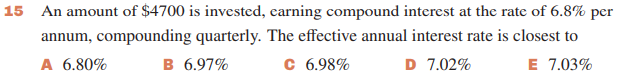 15 An amount of $4700 is invested, earning compound interest at the rate of 6.8% per
annum, compounding quarterly. The effective annual interest rate is closest to
A 6.80% B 6.97% C 6.98% D 7.02% E 7.03%